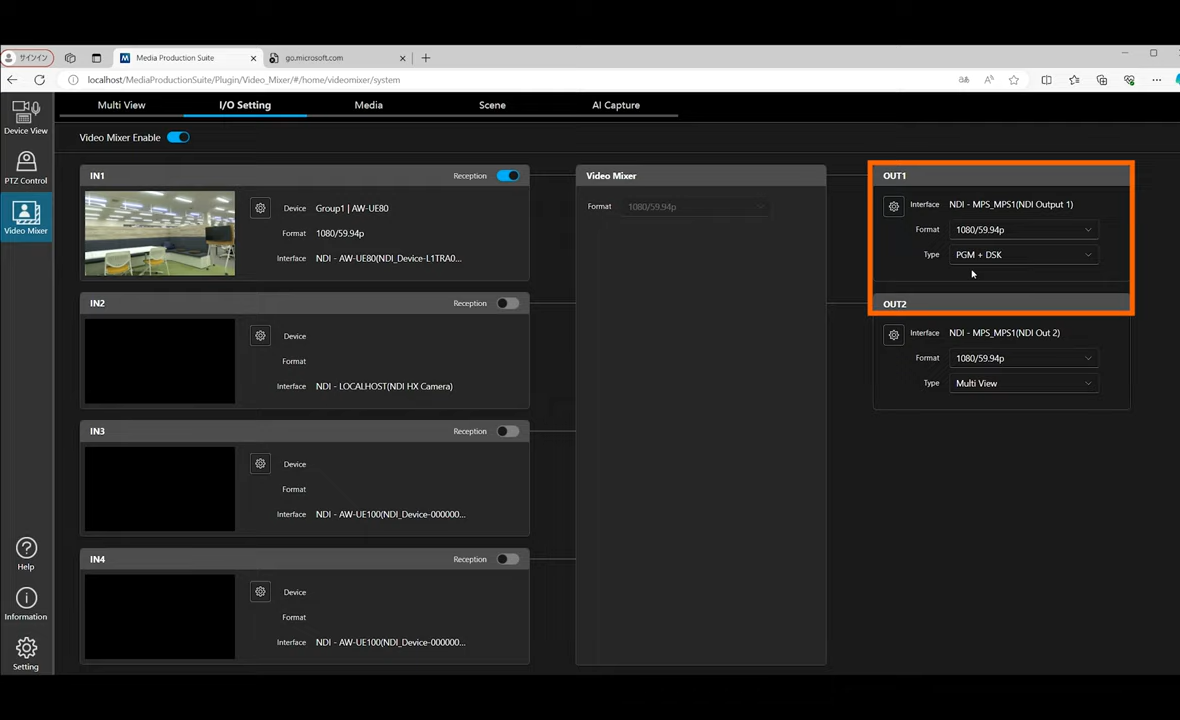 サインイン
Media Production Suite
go.microsoft.com
localhost/MediaProductionSuite/Plugin/Video_Mixer/#/home/videomixer/system
Device View
PTZ Control
Video Mixer
Help
Information
Setting
Multi View
I/O Setting
Media
Scene
AI Capture
Video Mixer Enable
IN1
Reception
Device Group1 | AW-UE80
Format 1080/59.94p
Interface NDI - AW-UE80(NDI_Device-L1TRA0...
IN2
Reception
Device
Format
Interface NDI - LOCALHOST(NDI HX Camera)
IN3
Reception
Device
Format
Interface NDI - AW-UE100(NDI_Device-000000...
IN4
Reception
Device
Format
Interface NDI - AW-UE100(NDI_Device-000000...
Video Mixer
Format 1080/59.94p
OUT1
Interface NDI - MPS_MPS1(NDI Output 1)
Format 1080/59.94p
Type PGM + DSK
OUT2
Interface NDI - MPS_MPS1(NDI Out 2)
Format 1080/59.94p
Type Multi View